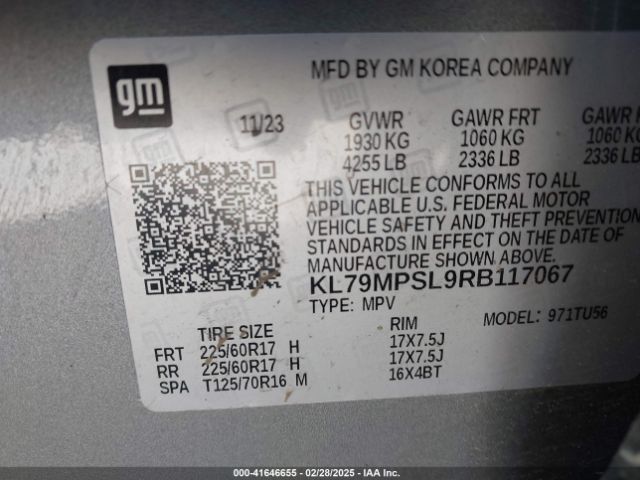 gm
MFD BY GM KOREA COMPANY
11/23
GVWR GAWR FRT GAWR
1930 KG 1060 KG 1060 KG
4255 LB 2336 LB 2336 LB
THIS VEHICLE CONFORMS TO ALL
APPLICABLE U.S. FEDERAL MOTOR
VEHICLE SAFETY AND THEFT PREVENTION
STANDARDS IN EFFECT ON THE DATE OF
MANUFACTURE SHOWN ABOVE.
KL79MPSL9RB117067
TYPE: MPV MODEL: 971TU56
TIRE SIZE RIM
FRT 225/60R17 H 17X7.5J
RR 225/60R17 H 17X7.5J
SPA T125/70R16 M 16X4BT
000-41646655 | 02/28/2025 | IAA Inc.